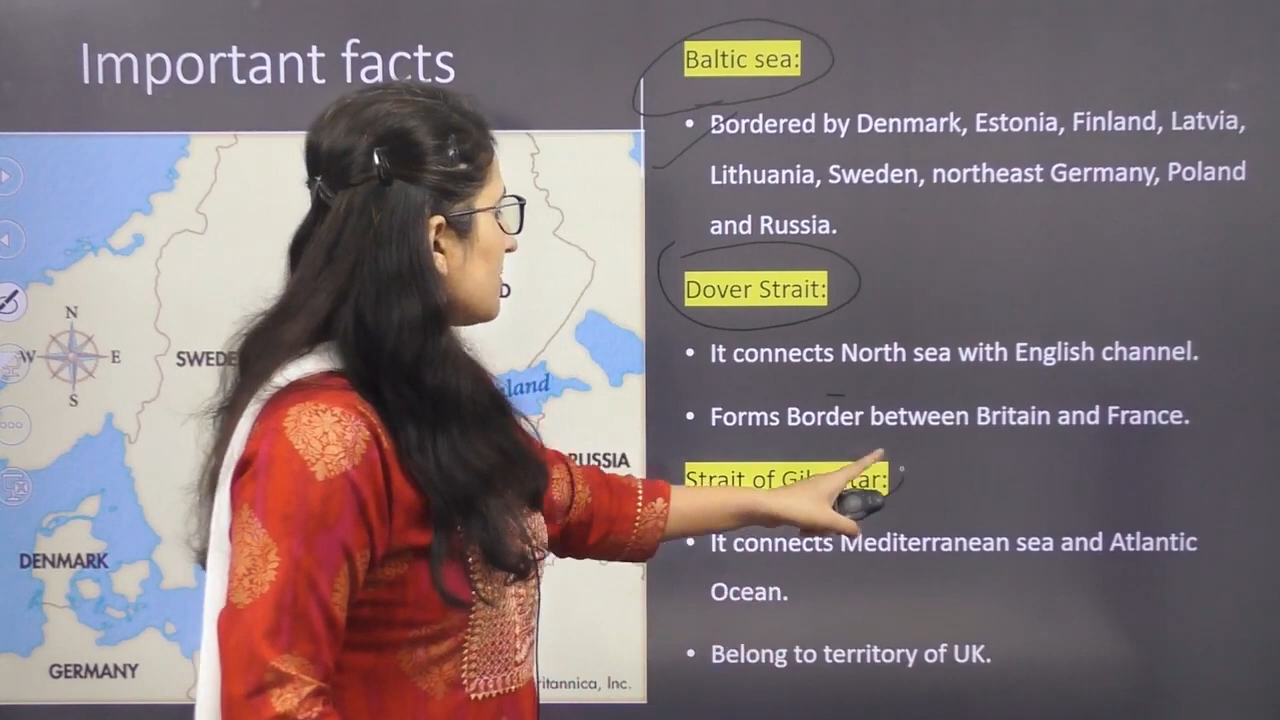 Important facts
Baltic sea:
• Bordered by Denmark, Estonia, Finland, Latvia,
Lithuania, Sweden, northeast Germany, Poland
and Russia.
Dover Strait:
• It connects North sea with English channel.
• Forms Border between Britain and France.
Strait of
• It connects Mediterranean sea and Atlantic
Ocean.
• Belong to territory of UK.
N
W
E
S
RUSSIA
DENMARK
GERMANY
Inc.